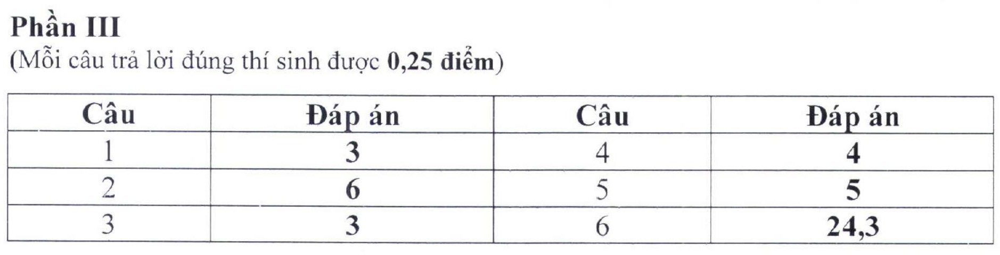 Phần III
(Mỗi câu trả lời đúng thí sinh được 0,25 điểm)
Câu Đáp án Câu Đáp án
1 3 4 4
2 6 5 5
3 3 6 24,3